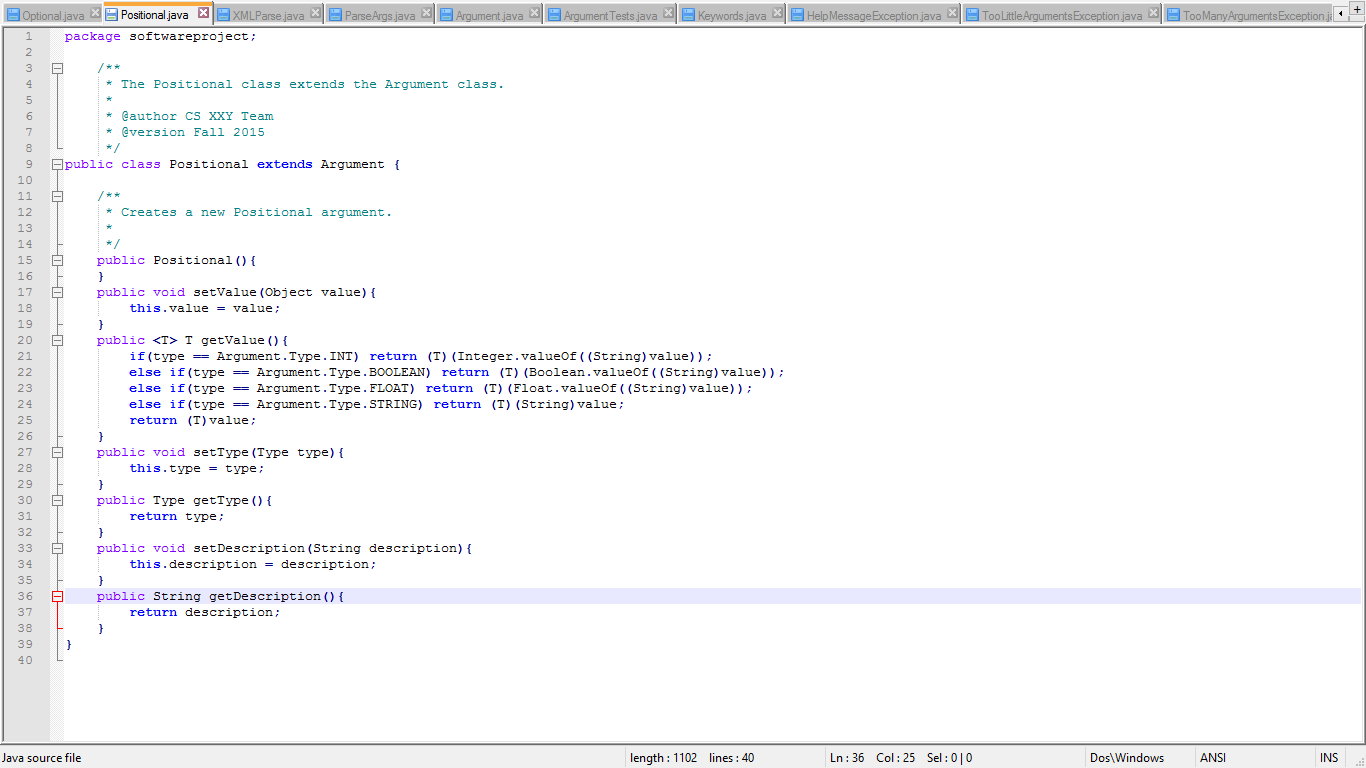 Optional.java Positional.java XMLParse.java ParseArgs.java Argument.java ArgumentTests.java Keywords.java HelpMessageException.java TooLittleArgumentsException.java TooManyArgumentsException.j
1 package softwareproject;
2
3 /**
4 * The Positional class extends the Argument class.
5 *
6 * @author CS XXY Team
7 * @version Fall 2015
8 */
9 public class Positional extends Argument {
10
11 /**
12 * Creates a new Positional argument.
13 *
14 */
15 public Positional(){
16 }
17 public void setValue(Object value){
18 this.value = value;
19 }
20 public <T> T getValue(){
21 if(type == Argument.Type.INT) return (T)(Integer.valueOf((String)value));
22 else if(type == Argument.Type.BOOLEAN) return (T)(Boolean.valueOf((String)value));
23 else if(type == Argument.Type.FLOAT) return (T)(Float.valueOf((String)value));
24 else if(type == Argument.Type.STRING) return (T)(String)value;
25 return (T)value;
26 }
27 public void setType(Type type){
28 this.type = type;
29 }
30 public Type getType(){
31 return type;
32 }
33 public void setDescription(String description){
34 this.description = description;
35 }
36 public String getDescription(){
37 return description;
38 }
39 }
40
Java source file length : 1102 lines : 40 Ln : 36 Col : 25 Sel : 0 | 0 Dos\Windows ANSI INS